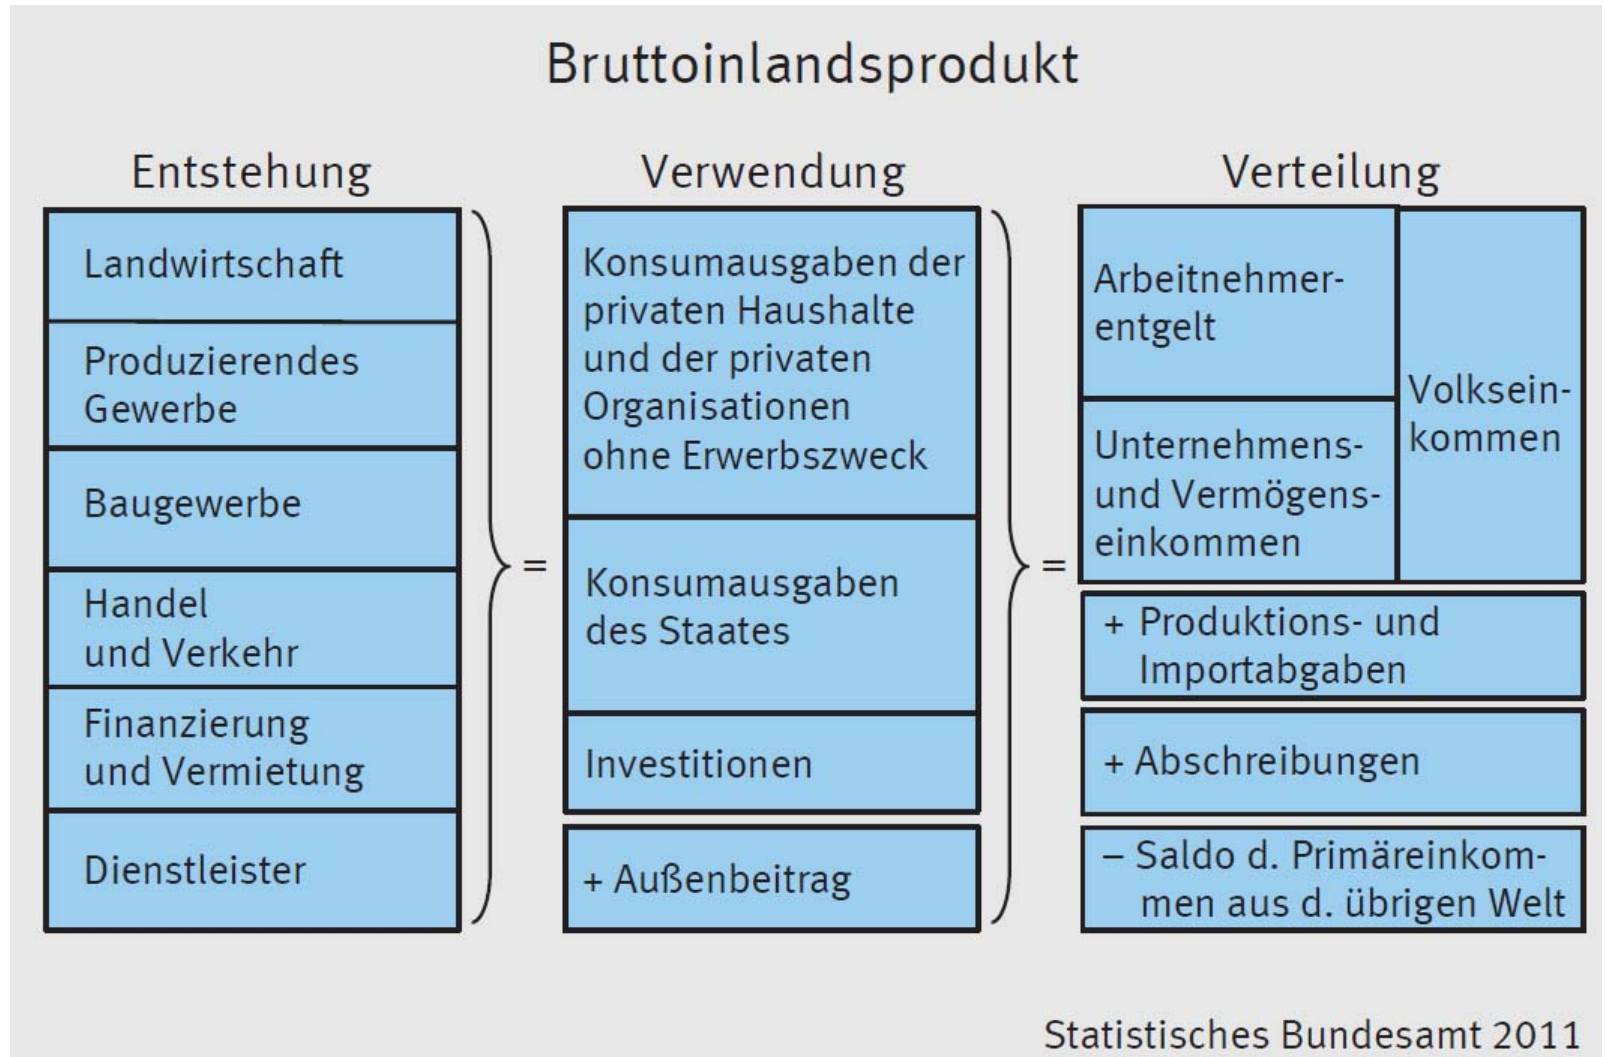 Bruttoinlandsprodukt
Entstehung
Landwirtschaft
Produzierendes
Gewerbe
Baugewerbe
Handel
und Verkehr
Finanzierung
und Vermietung
Dienstleister
=
Verwendung
Konsumausgaben der
privaten Haushalte
und der privaten
Organisationen
ohne Erwerbszweck
Konsumausgaben
des Staates
Investitionen
+ Außenbeitrag
=
Verteilung
Arbeitnehmer-
entgelt
Unternehmens-
und Vermögens-
einkommen
Volksein-
kommen
+ Produktions- und
Importabgaben
+ Abschreibungen
– Saldo d. Primäreinkom-
men aus d. übrigen Welt
Statistisches Bundesamt 2011